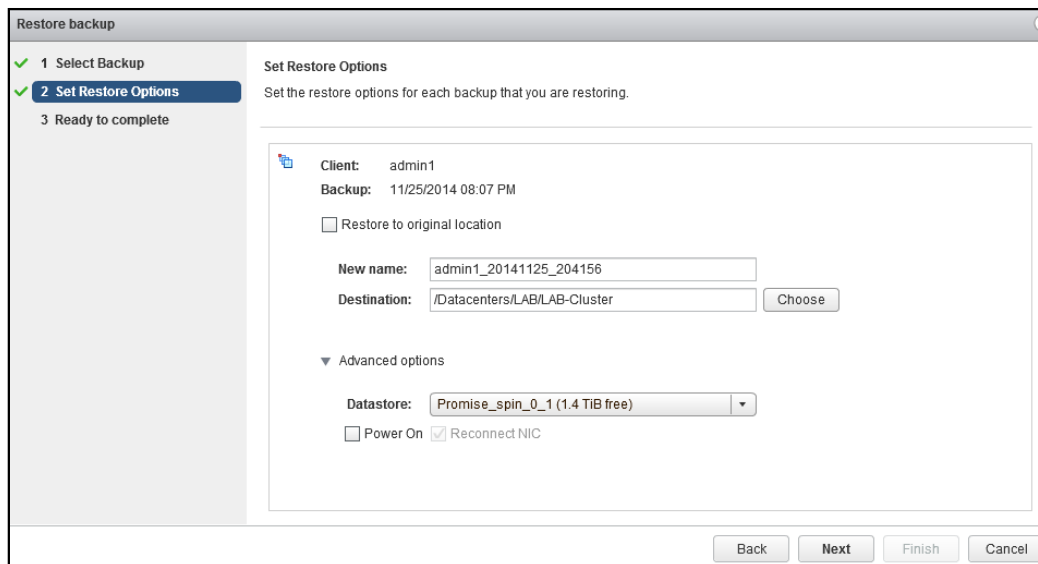 Restore backup
1 Select Backup
2 Set Restore Options
3 Ready to complete
Set Restore Options
Set the restore options for each backup that you are restoring.
Client: admin1
Backup: 11/25/2014 08:07 PM
Restore to original location
New name: admin1_20141125_204156
Destination: /Datacenters/LAB/LAB-Cluster Choose
Advanced options
Datastore: Promise_spin_0_1 (1.4 TiB free)
Power On Reconnect NIC
Back Next Finish Cancel